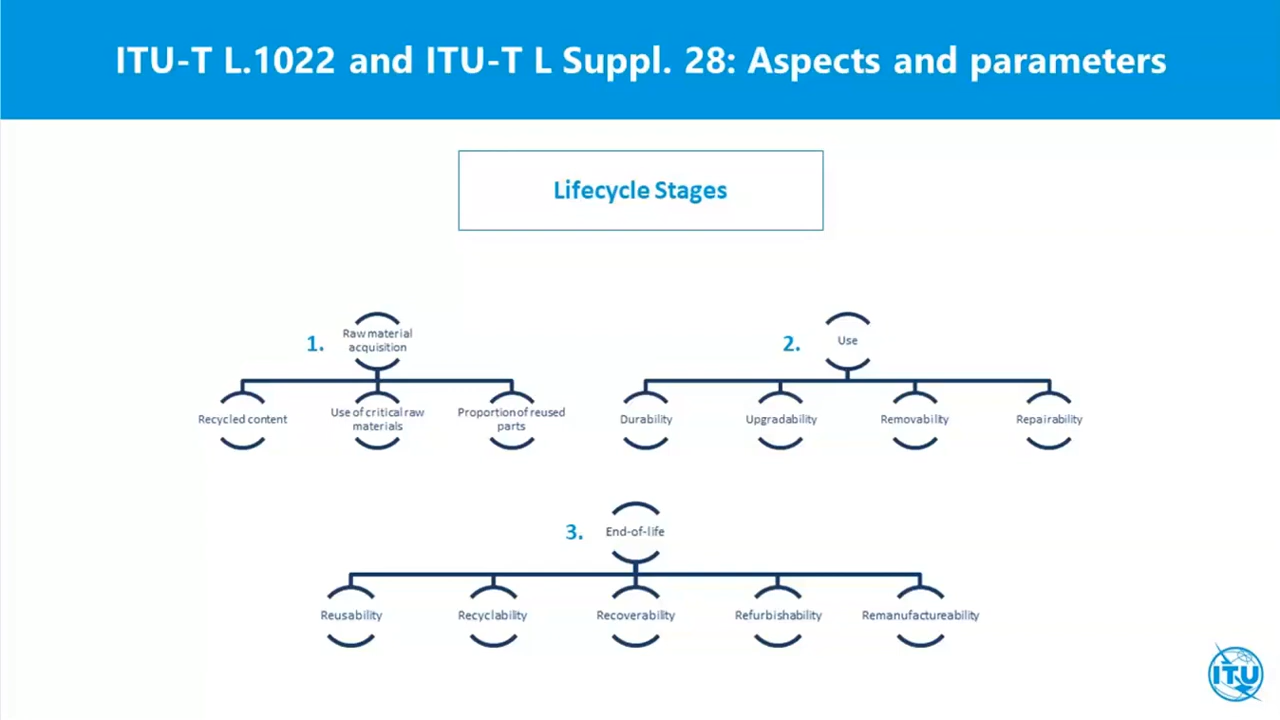 ITU-T L.1022 and ITU-T L Suppl. 28: Aspects and parameters
Lifecycle Stages
1.
Raw material
acquisition
Recycled content
Use of critical raw
materials
Proportion of reused
parts
2.
Use
Durability
Upgradability
Removability
Repairability
3.
End-of-life
Reusability
Recyclability
Recoverability
Refurbishability
Remanufactureability
ITU